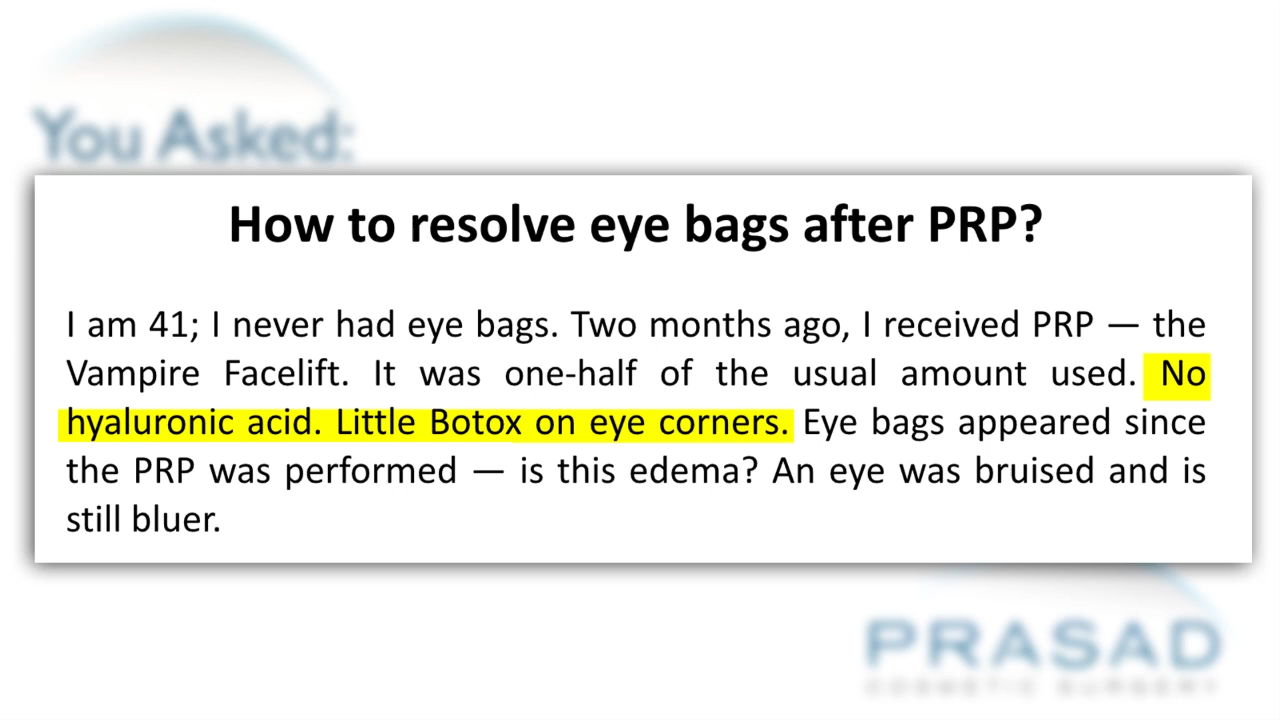 You Asked:
How to resolve eye bags after PRP?
I am 41; I never had eye bags. Two months ago, I received PRP — the
Vampire Facelift. It was one-half of the usual amount used. No
hyaluronic acid. Little Botox on eye corners. Eye bags appeared since
the PRP was performed — is this edema? An eye was bruised and is
still bluer.
PRASAD
COSMETIC SURGERY